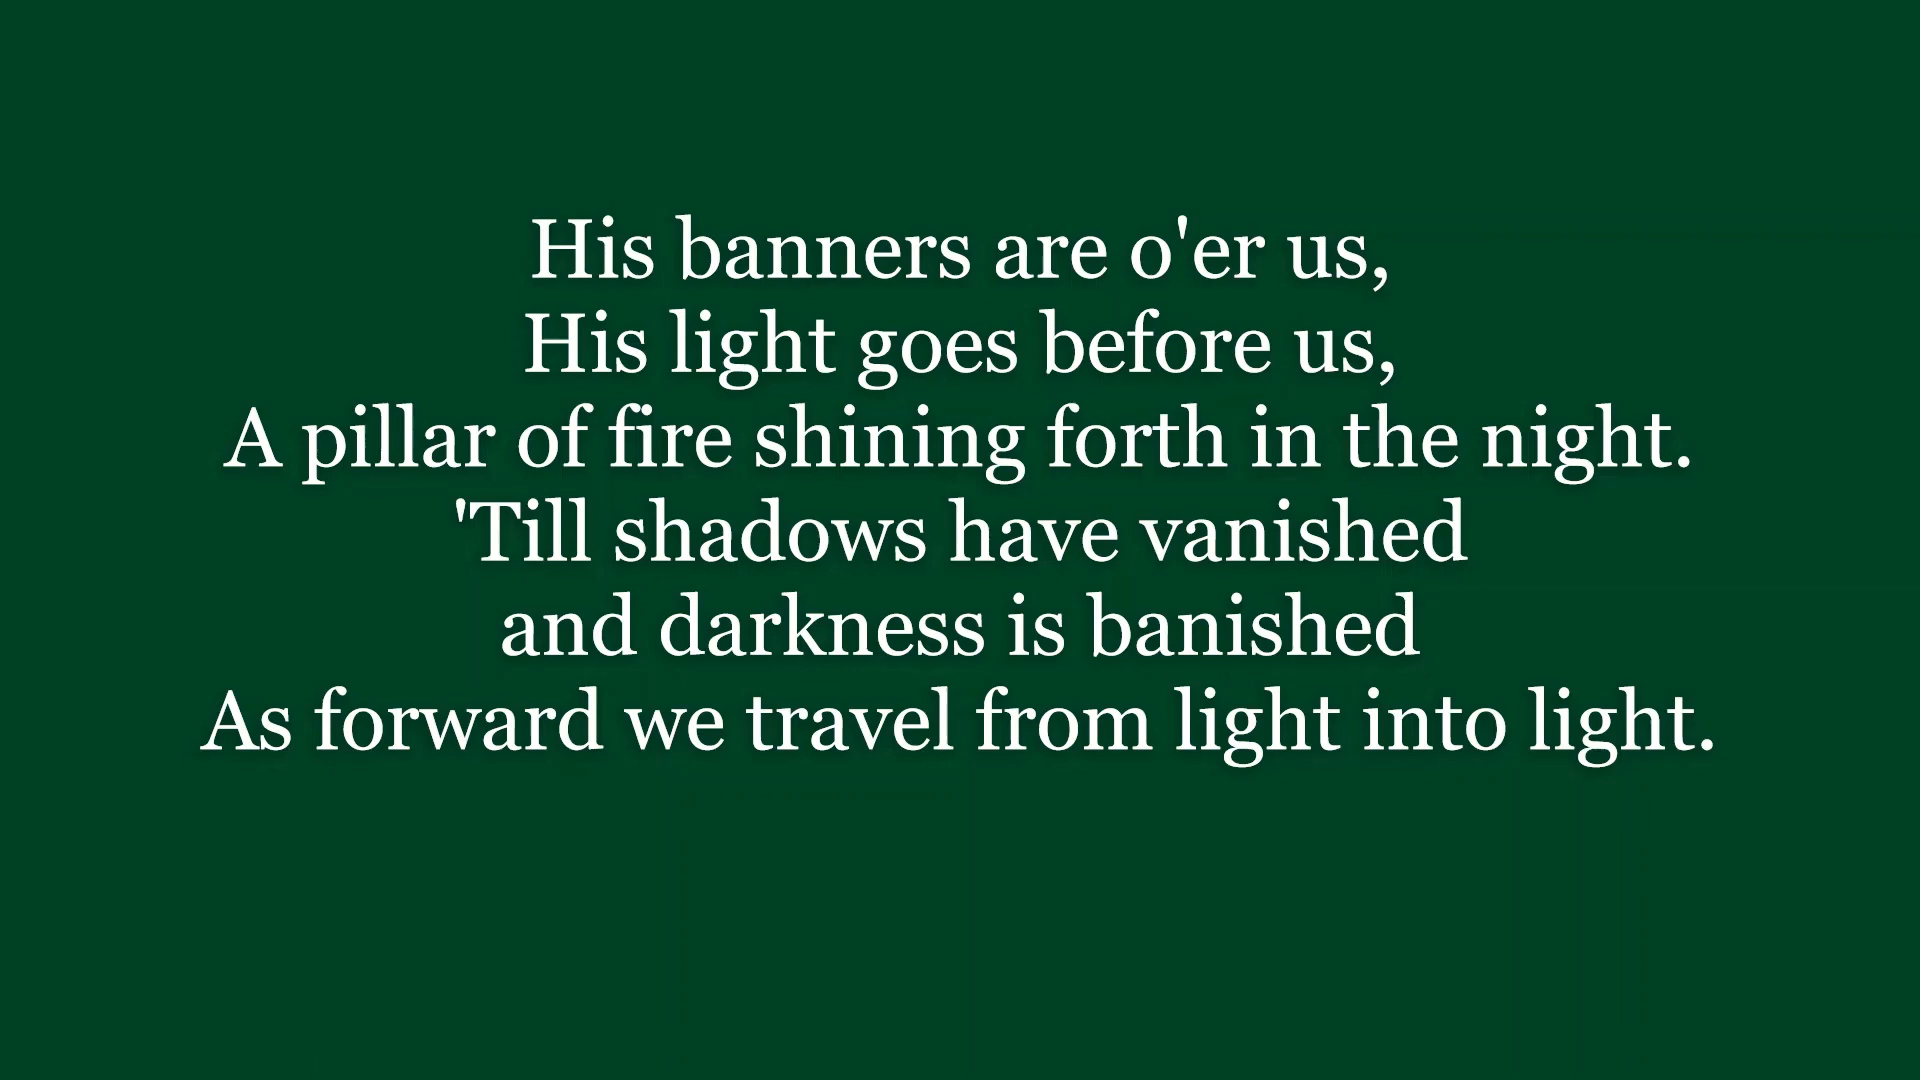 His banners are o'er us,
His light goes before us,
A pillar of fire shining forth in the night.
'Till shadows have vanished
and darkness is banished
As forward we travel from light into light.